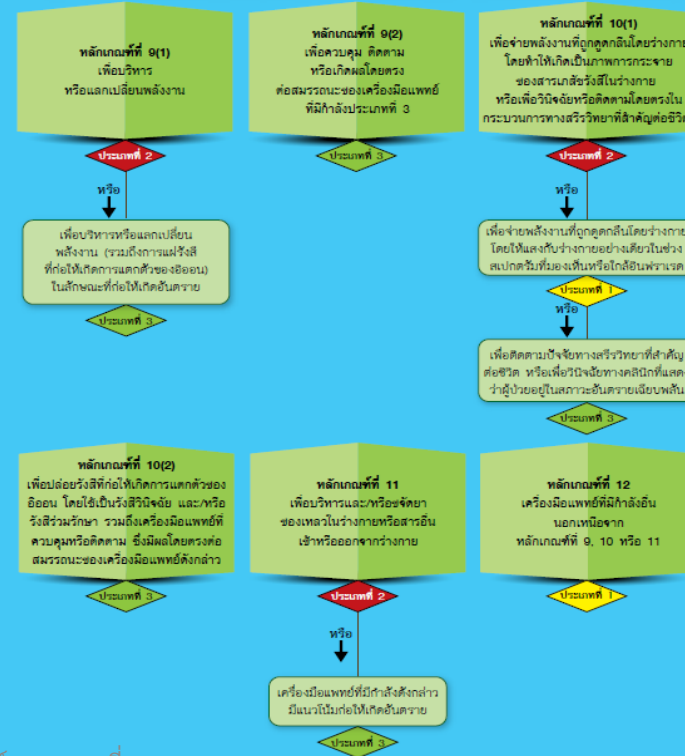 หลักเกณฑ์ที่ 9(1)
เพื่อบริหาร
หรือแลกเปลี่ยนพลังงาน
ประเภทที่ 2
หรือ
เพื่อบริหารหรือแลกเปลี่ยน
พลังงาน (รวมถึงการแผ่รังสี
ที่ก่อให้เกิดการแตกตัวของอิออน)
ในลักษณะที่ก่อให้เกิดอันตราย
ประเภทที่ 3
หลักเกณฑ์ที่ 9(2)
เพื่อควบคุม ติดตาม
หรือเกิดผลโดยตรง
ต่อสมรรถนะของเครื่องมือแพทย์
ที่มีกำลังประเภทที่ 3
ประเภทที่ 3
หลักเกณฑ์ที่ 10(1)
เพื่อจ่ายพลังงานที่ถูกดูดกลืนโดยร่างกาย
โดยทำให้เกิดเป็นภาพการกระจาย
ของสารเภสัชรังสีในร่างกาย
หรือเพื่อวินิจฉัยหรือติดตามโดยตรงใน
กระบวนการทางสรีรวิทยาที่สำคัญต่อชีวิต
ประเภทที่ 2
หรือ
เพื่อจ่ายพลังงานที่ถูกดูดกลืนโดยร่างกาย
โดยให้แสงกับร่างกายอย่างเดียวในช่วง
สเปกตรัมที่มองเห็นหรือใกล้อินฟราเรด
ประเภทที่ 1
หรือ
เพื่อติดตามปัจจัยทางสรีรวิทยาที่สำคัญ
ต่อชีวิต หรือเพื่อวินิจฉัยทางคลินิกที่แสดง
ว่าผู้ป่วยอยู่ในสภาวะอันตรายเฉียบพลัน
ประเภทที่ 3
หลักเกณฑ์ที่ 10(2)
เพื่อปล่อยรังสีที่ก่อให้เกิดการแตกตัวของ
อิออน โดยใช้เป็นรังสีวินิจฉัย และ/หรือ
รังสีร่วมรักษา รวมถึงเครื่องมือแพทย์ที่
ควบคุมหรือติดตาม ซึ่งมีผลโดยตรงต่อ
สมรรถนะของเครื่องมือแพทย์ดังกล่าว
ประเภทที่ 3
หลักเกณฑ์ที่ 11
เพื่อบริหารและ/หรือขจัดยา
ของเหลวในร่างกายหรือสารอื่น
เข้าหรือออกจากร่างกาย
ประเภทที่ 2
หรือ
เครื่องมือแพทย์ที่มีกำลังดังกล่าว
มีแนวโน้มก่อให้เกิดอันตราย
ประเภทที่ 3
หลักเกณฑ์ที่ 12
เครื่องมือแพทย์ที่มีกำลังอื่น
นอกเหนือจาก
หลักเกณฑ์ที่ 9, 10 หรือ 11
ประเภทที่ 1